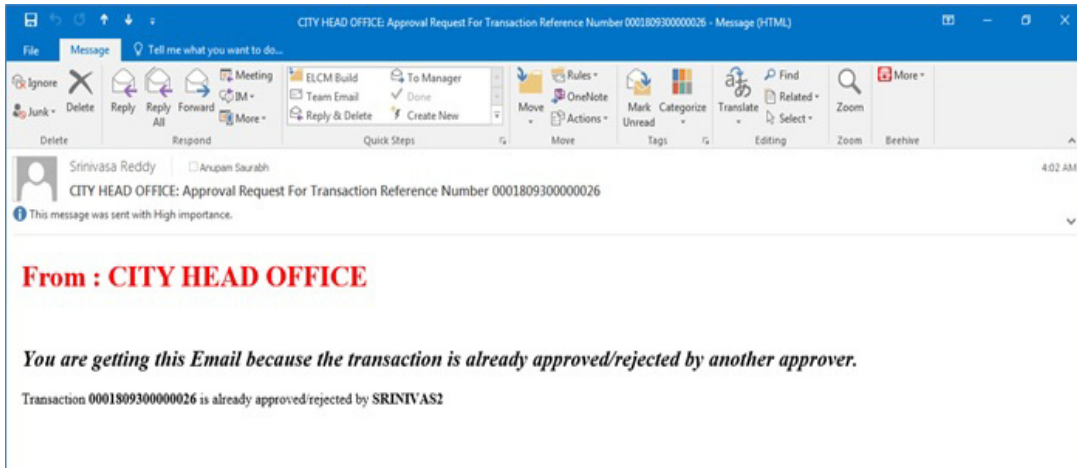 CITY HEAD OFFICE: Approval Request For Transaction Reference Number 0001809300000026 - Message (HTML)
File Message Tell me what you want to do...
Ignore
Junk
Delete
Reply
Reply All
Forward
Meeting
IM
More
ELCM Build
Team Email
Reply & Delete
To Manager
Done
Create New
Move
Rules
OneNote
Actions
Mark Unread
Categorize
Translate
Find
Related
Select
Zoom
More
Delete Respond Quick Steps Move Tags Editing Zoom Beehive
Srinivasa Reddy Anupam Saurabh 4:02 AM
CITY HEAD OFFICE: Approval Request For Transaction Reference Number 0001809300000026
This message was sent with High importance.
From : CITY HEAD OFFICE
You are getting this Email because the transaction is already approved/rejected by another approver.
Transaction 0001809300000026 is already approved/rejected by SRINIVAS2